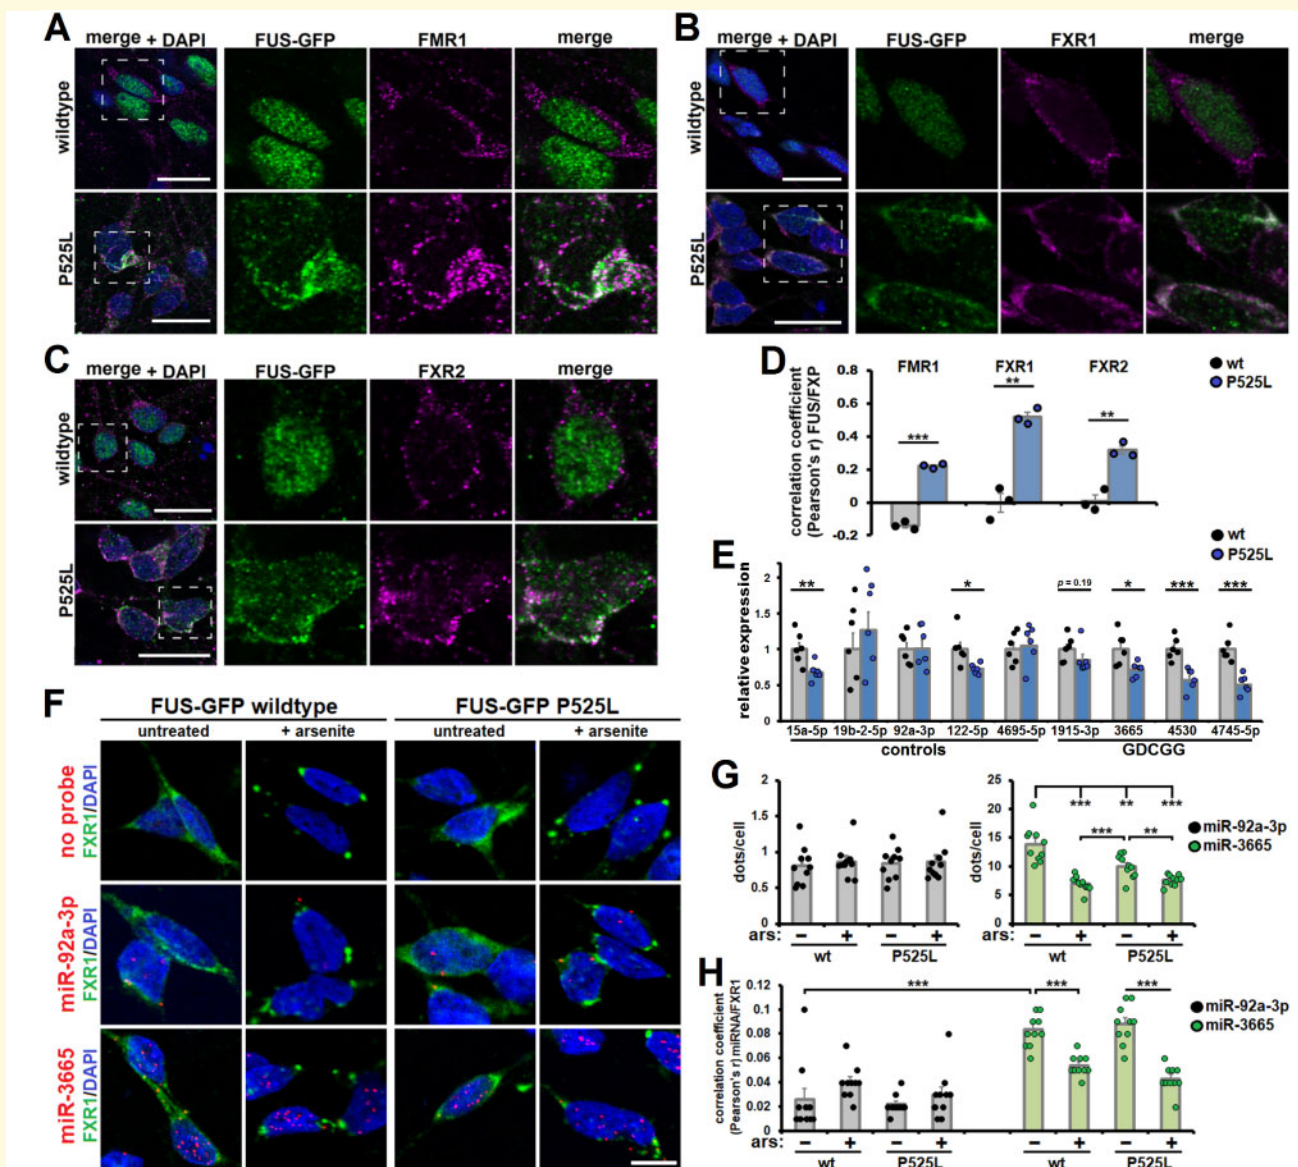 A
merge + DAPI FUS-GFP FMR1 merge
wildtype
P525L
B
merge + DAPI FUS-GFP FXR1 merge
wildtype
P525L
C
merge + DAPI FUS-GFP FXR2 merge
wildtype
P525L
D
correlation coefficient
(Pearson's r) FUS/FXP
0.8
0.6
0.4
0.2
0
-0.2
FMR1 FXR1 FXR2
*** ** **
wt
P525L
E
relative expression
2
1.5
1
0.5
0
** * p = 0.19 * *** ***
wt
P525L
15a-5p 19b-2-5p 92a-3p 122-5p 4695-5p 1915-3p 3665 4530 4745-5p
controls GDCGG
F
FUS-GFP wildtype FUS-GFP P525L
untreated + arsenite untreated + arsenite
no probe
FXR1/DAPI
miR-92a-3p
FXR1/DAPI
miR-3665
FXR1/DAPI
G
dots/cell
2
1.5
1
0.5
0
ars: − + − +
wt P525L
dots/cell
25
20
15
10
5
0
*** ** ***
*** **
ars: − + − +
wt P525L
miR-92a-3p
miR-3665
H
correlation coefficient
(Pearson's r) miRNA/FXR1
0.12
0.1
0.08
0.06
0.04
0.02
0
*** *** ***
miR-92a-3p
miR-3665
ars: − + − + − + − +
wt P525L wt P525L